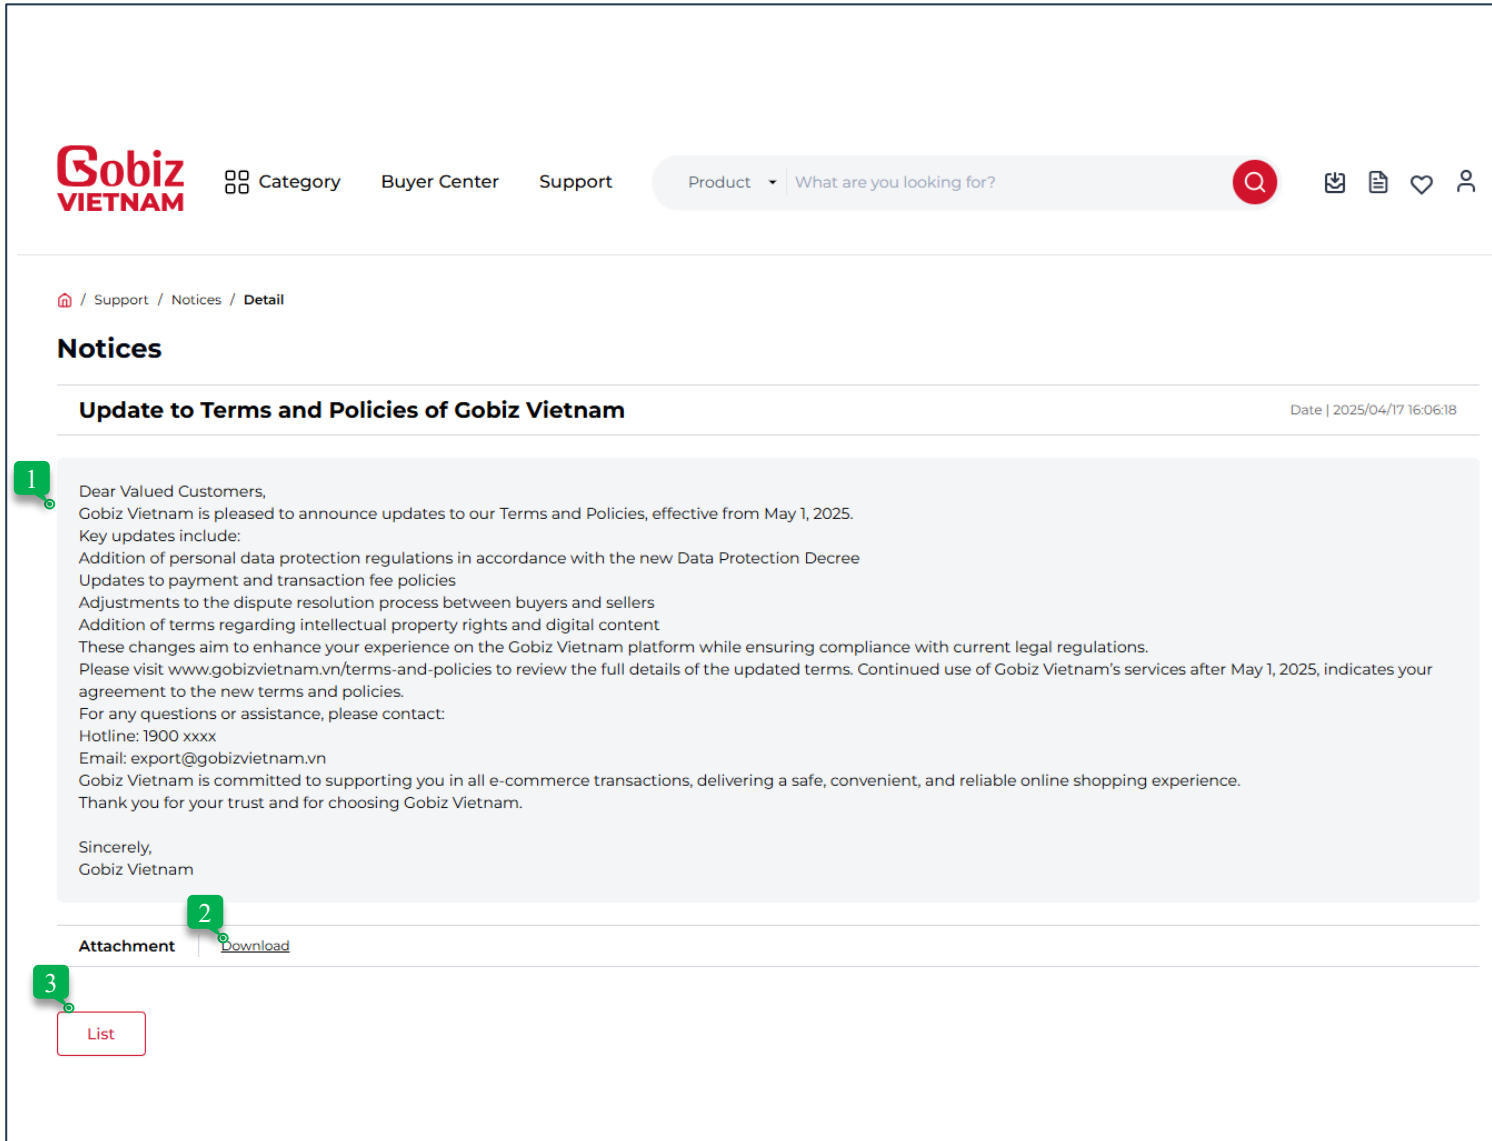 Gobiz
VIETNAM
Category
Buyer Center
Support
Product
What are you looking for?
/ Support / Notices / Detail
Notices
Update to Terms and Policies of Gobiz Vietnam
Date | 2025/04/17 16:06:18
1
Dear Valued Customers,
Gobiz Vietnam is pleased to announce updates to our Terms and Policies, effective from May 1, 2025.
Key updates include:
Addition of personal data protection regulations in accordance with the new Data Protection Decree
Updates to payment and transaction fee policies
Adjustments to the dispute resolution process between buyers and sellers
Addition of terms regarding intellectual property rights and digital content
These changes aim to enhance your experience on the Gobiz Vietnam platform while ensuring compliance with current legal regulations.
Please visit www.gobizvietnam.vn/terms-and-policies to review the full details of the updated terms. Continued use of Gobiz Vietnam’s services after May 1, 2025, indicates your
agreement to the new terms and policies.
For any questions or assistance, please contact:
Hotline: 1900 xxxx
Email: export@gobizvietnam.vn
Gobiz Vietnam is committed to supporting you in all e-commerce transactions, delivering a safe, convenient, and reliable online shopping experience.
Thank you for your trust and for choosing Gobiz Vietnam.
Sincerely,
Gobiz Vietnam
2
Attachment
Download
3
List